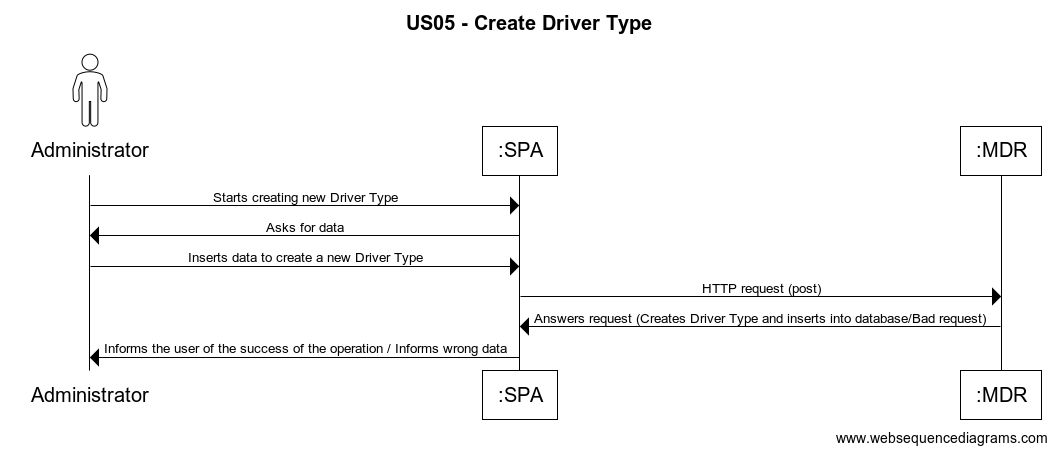 US05 - Create Driver Type
Administrator
:SPA
:MDR
Starts creating new Driver Type
Asks for data
Inserts data to create a new Driver Type
HTTP request (post)
Answers request (Creates Driver Type and inserts into database/Bad request)
Informs the user of the success of the operation / Informs wrong data
Administrator
:SPA
:MDR
www.websequencediagrams.com